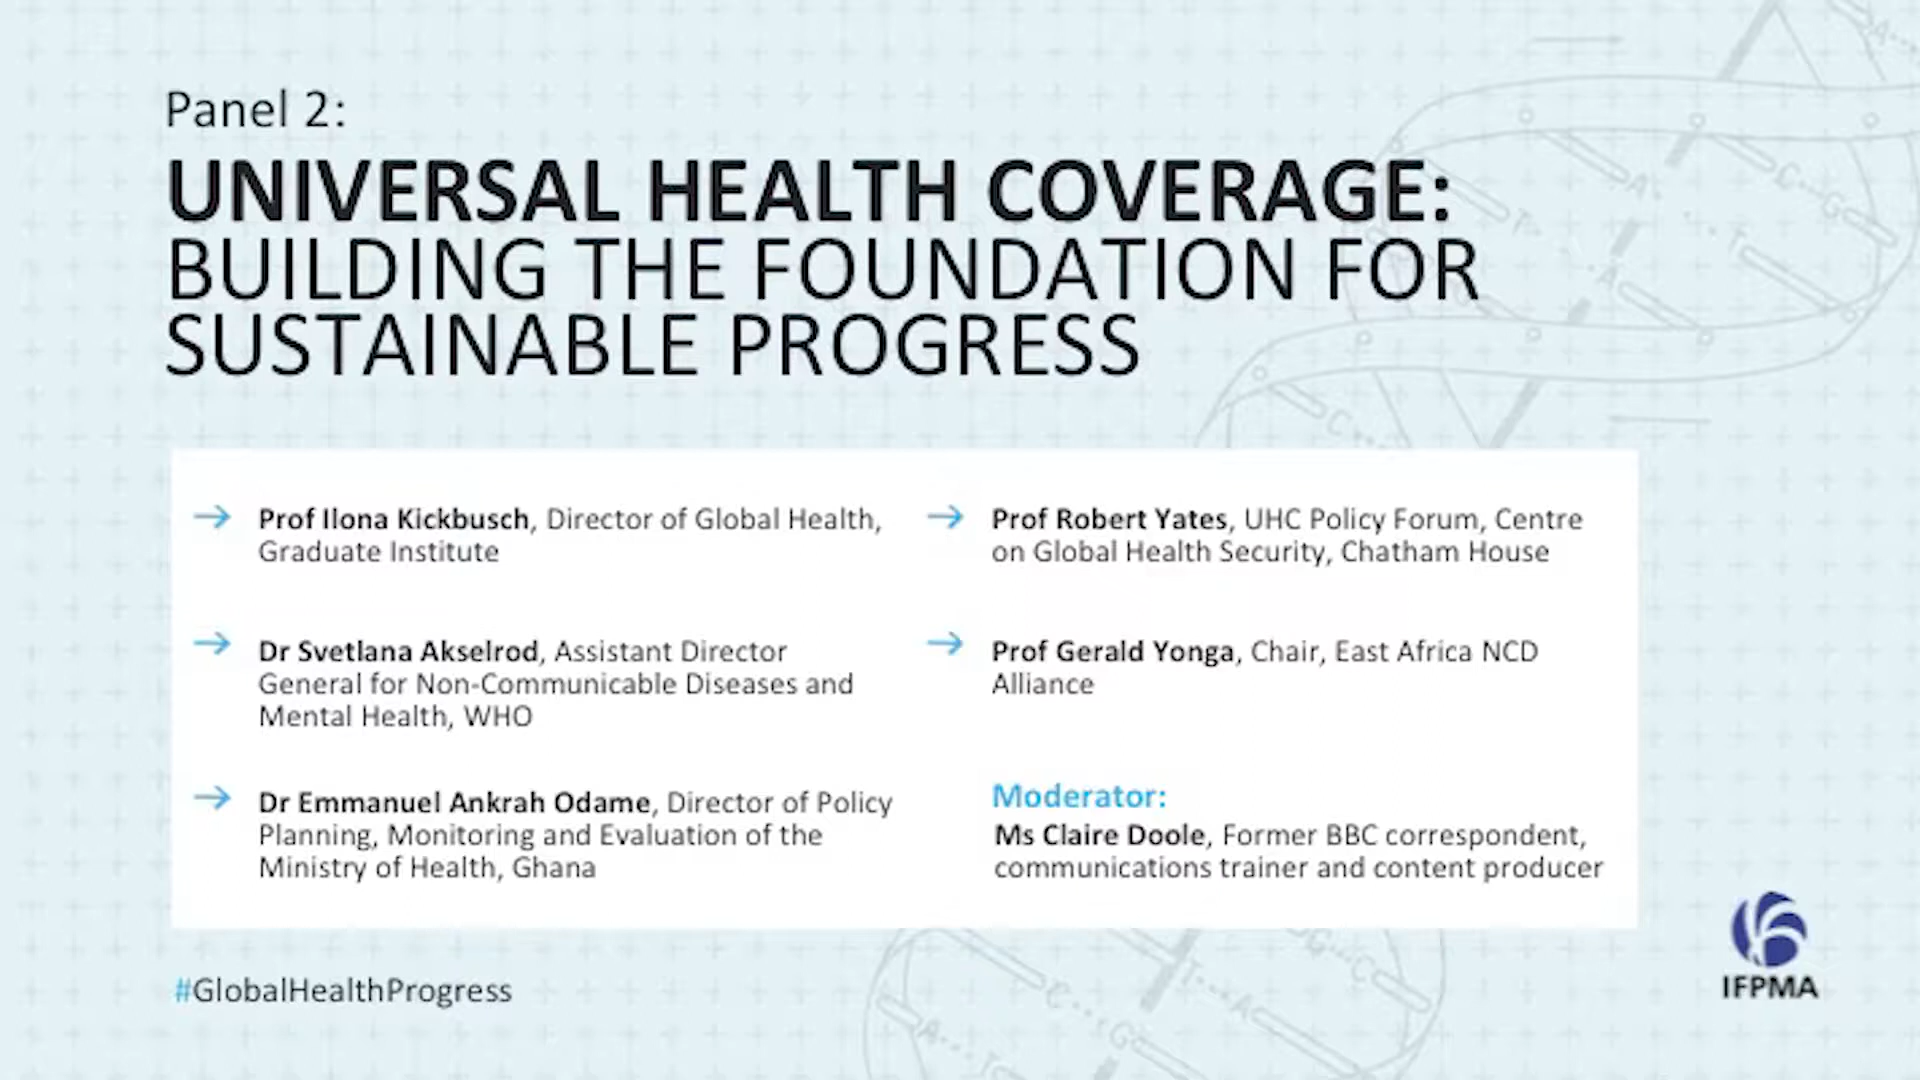 Panel 2:
UNIVERSAL HEALTH COVERAGE:
BUILDING THE FOUNDATION FOR
SUSTAINABLE PROGRESS
→ Prof Ilona Kickbusch, Director of Global Health,
Graduate Institute
→ Dr Svetlana Akselrod, Assistant Director
General for Non-Communicable Diseases and
Mental Health, WHO
→ Dr Emmanuel Ankrah Odame, Director of Policy
Planning, Monitoring and Evaluation of the
Ministry of Health, Ghana
→ Prof Robert Yates, UHC Policy Forum, Centre
on Global Health Security, Chatham House
→ Prof Gerald Yonga, Chair, East Africa NCD
Alliance
Moderator:
Ms Claire Doole, Former BBC correspondent,
communications trainer and content producer
#GlobalHealthProgress
IFPMA